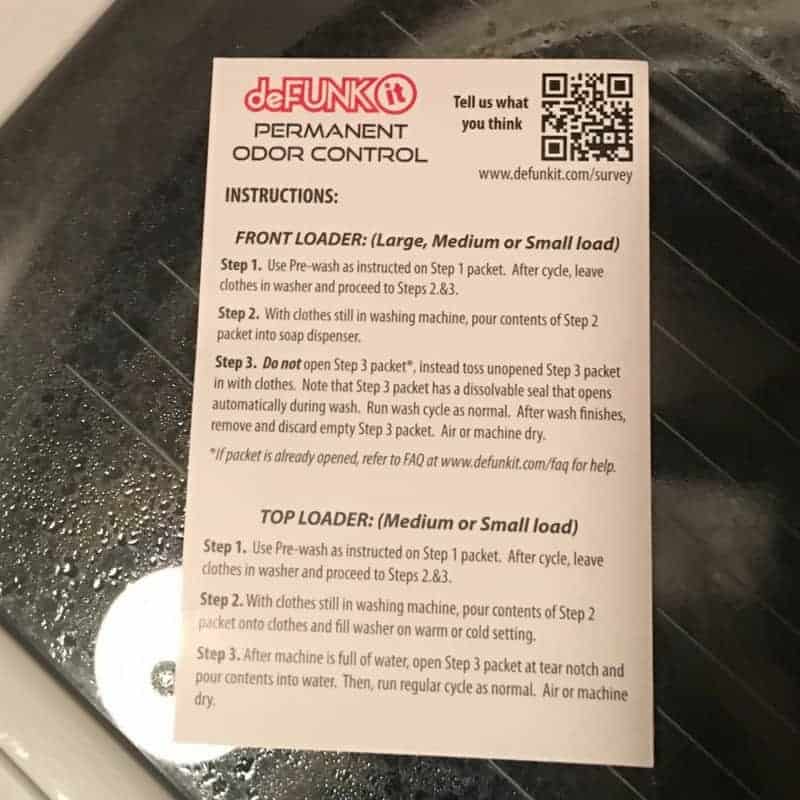 deFUNKit
PERMANENT
ODOR CONTROL
Tell us what
you think
www.defunkit.com/survey
INSTRUCTIONS:
FRONT LOADER: (Large, Medium or Small load)
Step 1. Use Pre-wash as instructed on Step 1 packet. After cycle, leave
clothes in washer and proceed to Steps 2.&3.
Step 2. With clothes still in washing machine, pour contents of Step 2
packet into soap dispenser.
Step 3. Do not open Step 3 packet*, instead toss unopened Step 3 packet
in with clothes. Note that Step 3 packet has a dissolvable seal that opens
automatically during wash. Run wash cycle as normal. After wash finishes,
remove and discard empty Step 3 packet. Air or machine dry.
*If packet is already opened, refer to FAQ at www.defunkit.com/faq for help.
TOP LOADER: (Medium or Small load)
Step 1. Use Pre-wash as instructed on Step 1 packet. After cycle, leave
clothes in washer and proceed to Steps 2.&3.
Step 2. With clothes still in washing machine, pour contents of Step 2
packet onto clothes and fill washer on warm or cold setting.
Step 3. After machine is full of water, open Step 3 packet at tear notch and
pour contents into water. Then, run regular cycle as normal. Air or machine
dry.